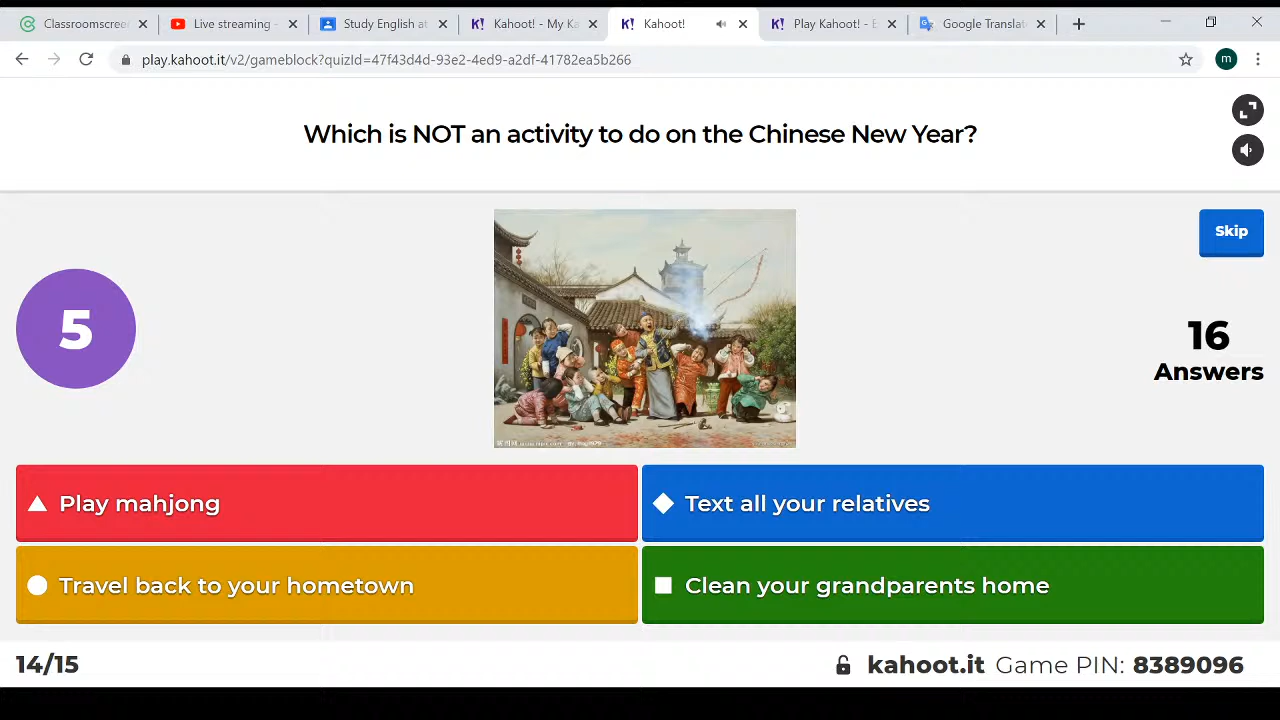 Classroomscree
Live streaming -
Study English at
Kahoot! - My Ka
Kahoot!
Play Kahoot! - E
Google Translat
play.kahoot.it/v2/gameblock?quizId=47f43d4d-93e2-4ed9-a2df-41782ea5b266
m
Which is NOT an activity to do on the Chinese New Year?
Skip
5
16
Answers
Play mahjong
Text all your relatives
Travel back to your hometown
Clean your grandparents home
14/15
kahoot.it Game PIN: 8389096